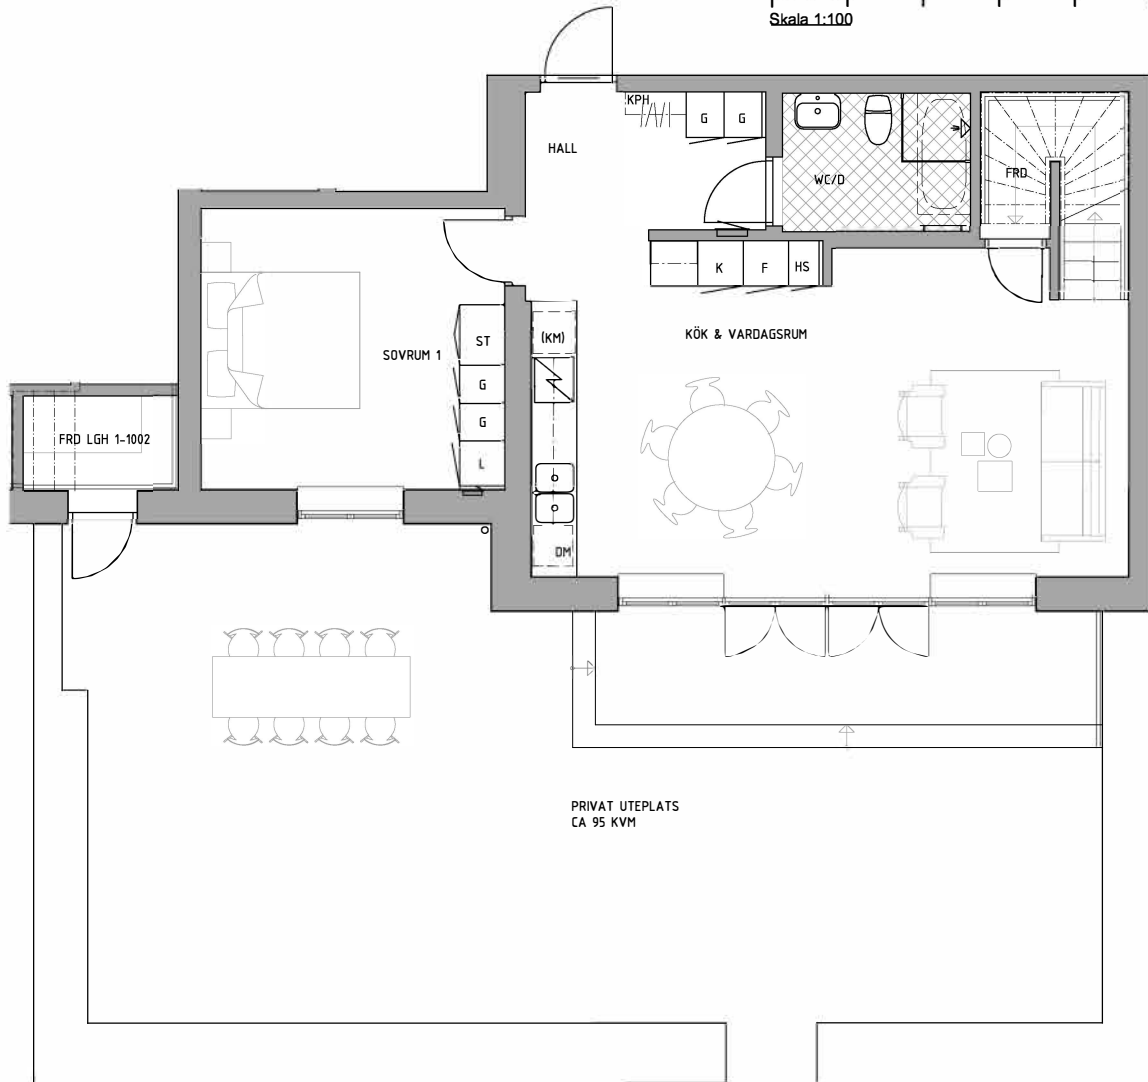 Skala 1:100
KPH
G G
HALL
WC/D
FRD
K F HS
KÖK & VARDAGSRUM
(KM)
SOVRUM 1
ST
G
G
L
FRD LGH 1-1002
DM
PRIVAT UTEPLATS
CA 95 KVM